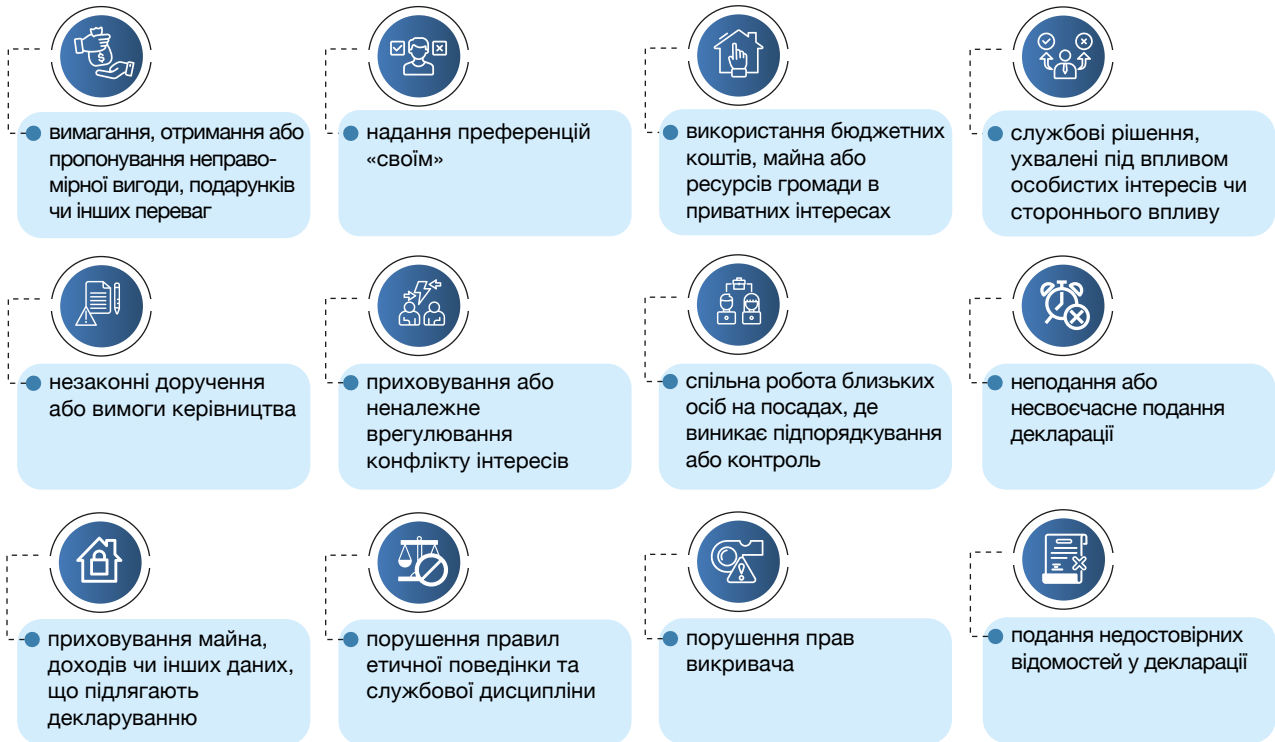 вимагання, отримання або
пропонування неправо-
мірної вигоди, подарунків
чи інших переваг
надання преференцій
«своїм»
використання бюджетних
коштів, майна або
ресурсів громади в
приватних інтересах
службові рішення,
ухвалені під впливом
особистих інтересів чи
стороннього впливу
незаконні доручення
або вимоги керівництва
приховування або
неналежне
врегулювання
конфлікту інтересів
спільна робота близьких
осіб на посадах, де
виникає підпорядкування
або контроль
неподання або
несвоєчасне подання
декларації
приховування майна,
доходів чи інших даних,
що підлягають
декларуванню
порушення правил
етичної поведінки та
службової дисципліни
порушення прав
викривача
подання недостовірних
відомостей у декларації